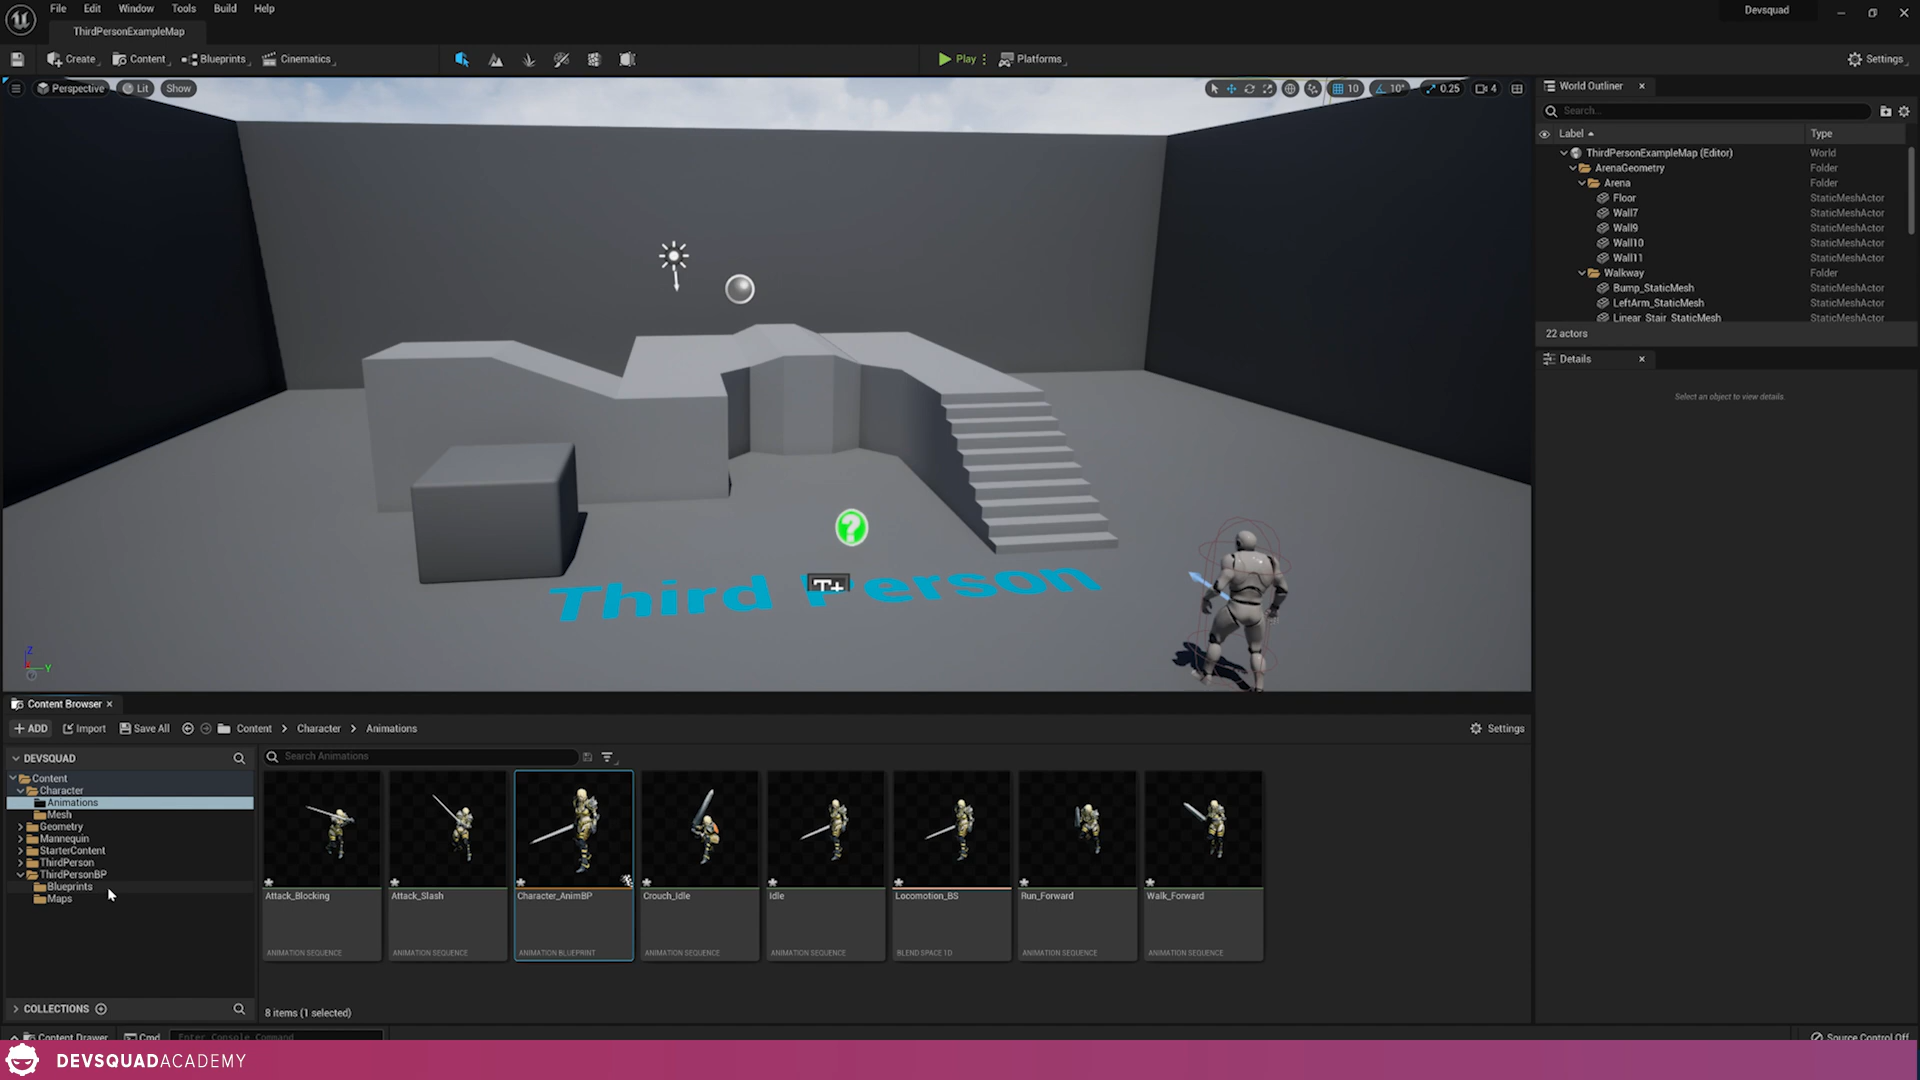 File Edit Window Tools Build Help
Devsquad
ThirdPersonExampleMap
Create Content Blueprints Cinematics Play Platforms Settings
Perspective Lit Show
10 10° 0.25 4
World Outliner
Search...
Label Type
ThirdPersonExampleMap (Editor) World
ArenaGeometry Folder
Arena Folder
Floor StaticMeshActor
Wall7 StaticMeshActor
Wall9 StaticMeshActor
Wall10 StaticMeshActor
Wall11 StaticMeshActor
Walkway Folder
Bump_StaticMesh StaticMeshActor
LeftArm_StaticMesh StaticMeshActor
Linear_Stair_StaticMesh StaticMeshActor
22 actors
Details
Select an object to view details.
?
T+
Third Person
Z
Y
Content Browser
+ ADD Import Save All Content > Character > Animations Settings
DEVSQUAD
Search Animations
Content
Character
Animations
Mesh
Geometry
Mannequin
StarterContent
ThirdPerson
ThirdPersonBP
Blueprints
Maps
Attack_Blocking Attack_Slash Character_AnimBP Crouch_Idle Idle Locomotion_BS Run_Forward Walk_Forward
ANIMATION SEQUENCE ANIMATION SEQUENCE ANIMATION BLUEPRINT ANIMATION SEQUENCE ANIMATION SEQUENCE BLEND SPACE 1D ANIMATION SEQUENCE ANIMATION SEQUENCE
COLLECTIONS
8 items (1 selected)
Content Drawer Cmd Enter Console Command Source Control Off
DEVSQUADACADEMY